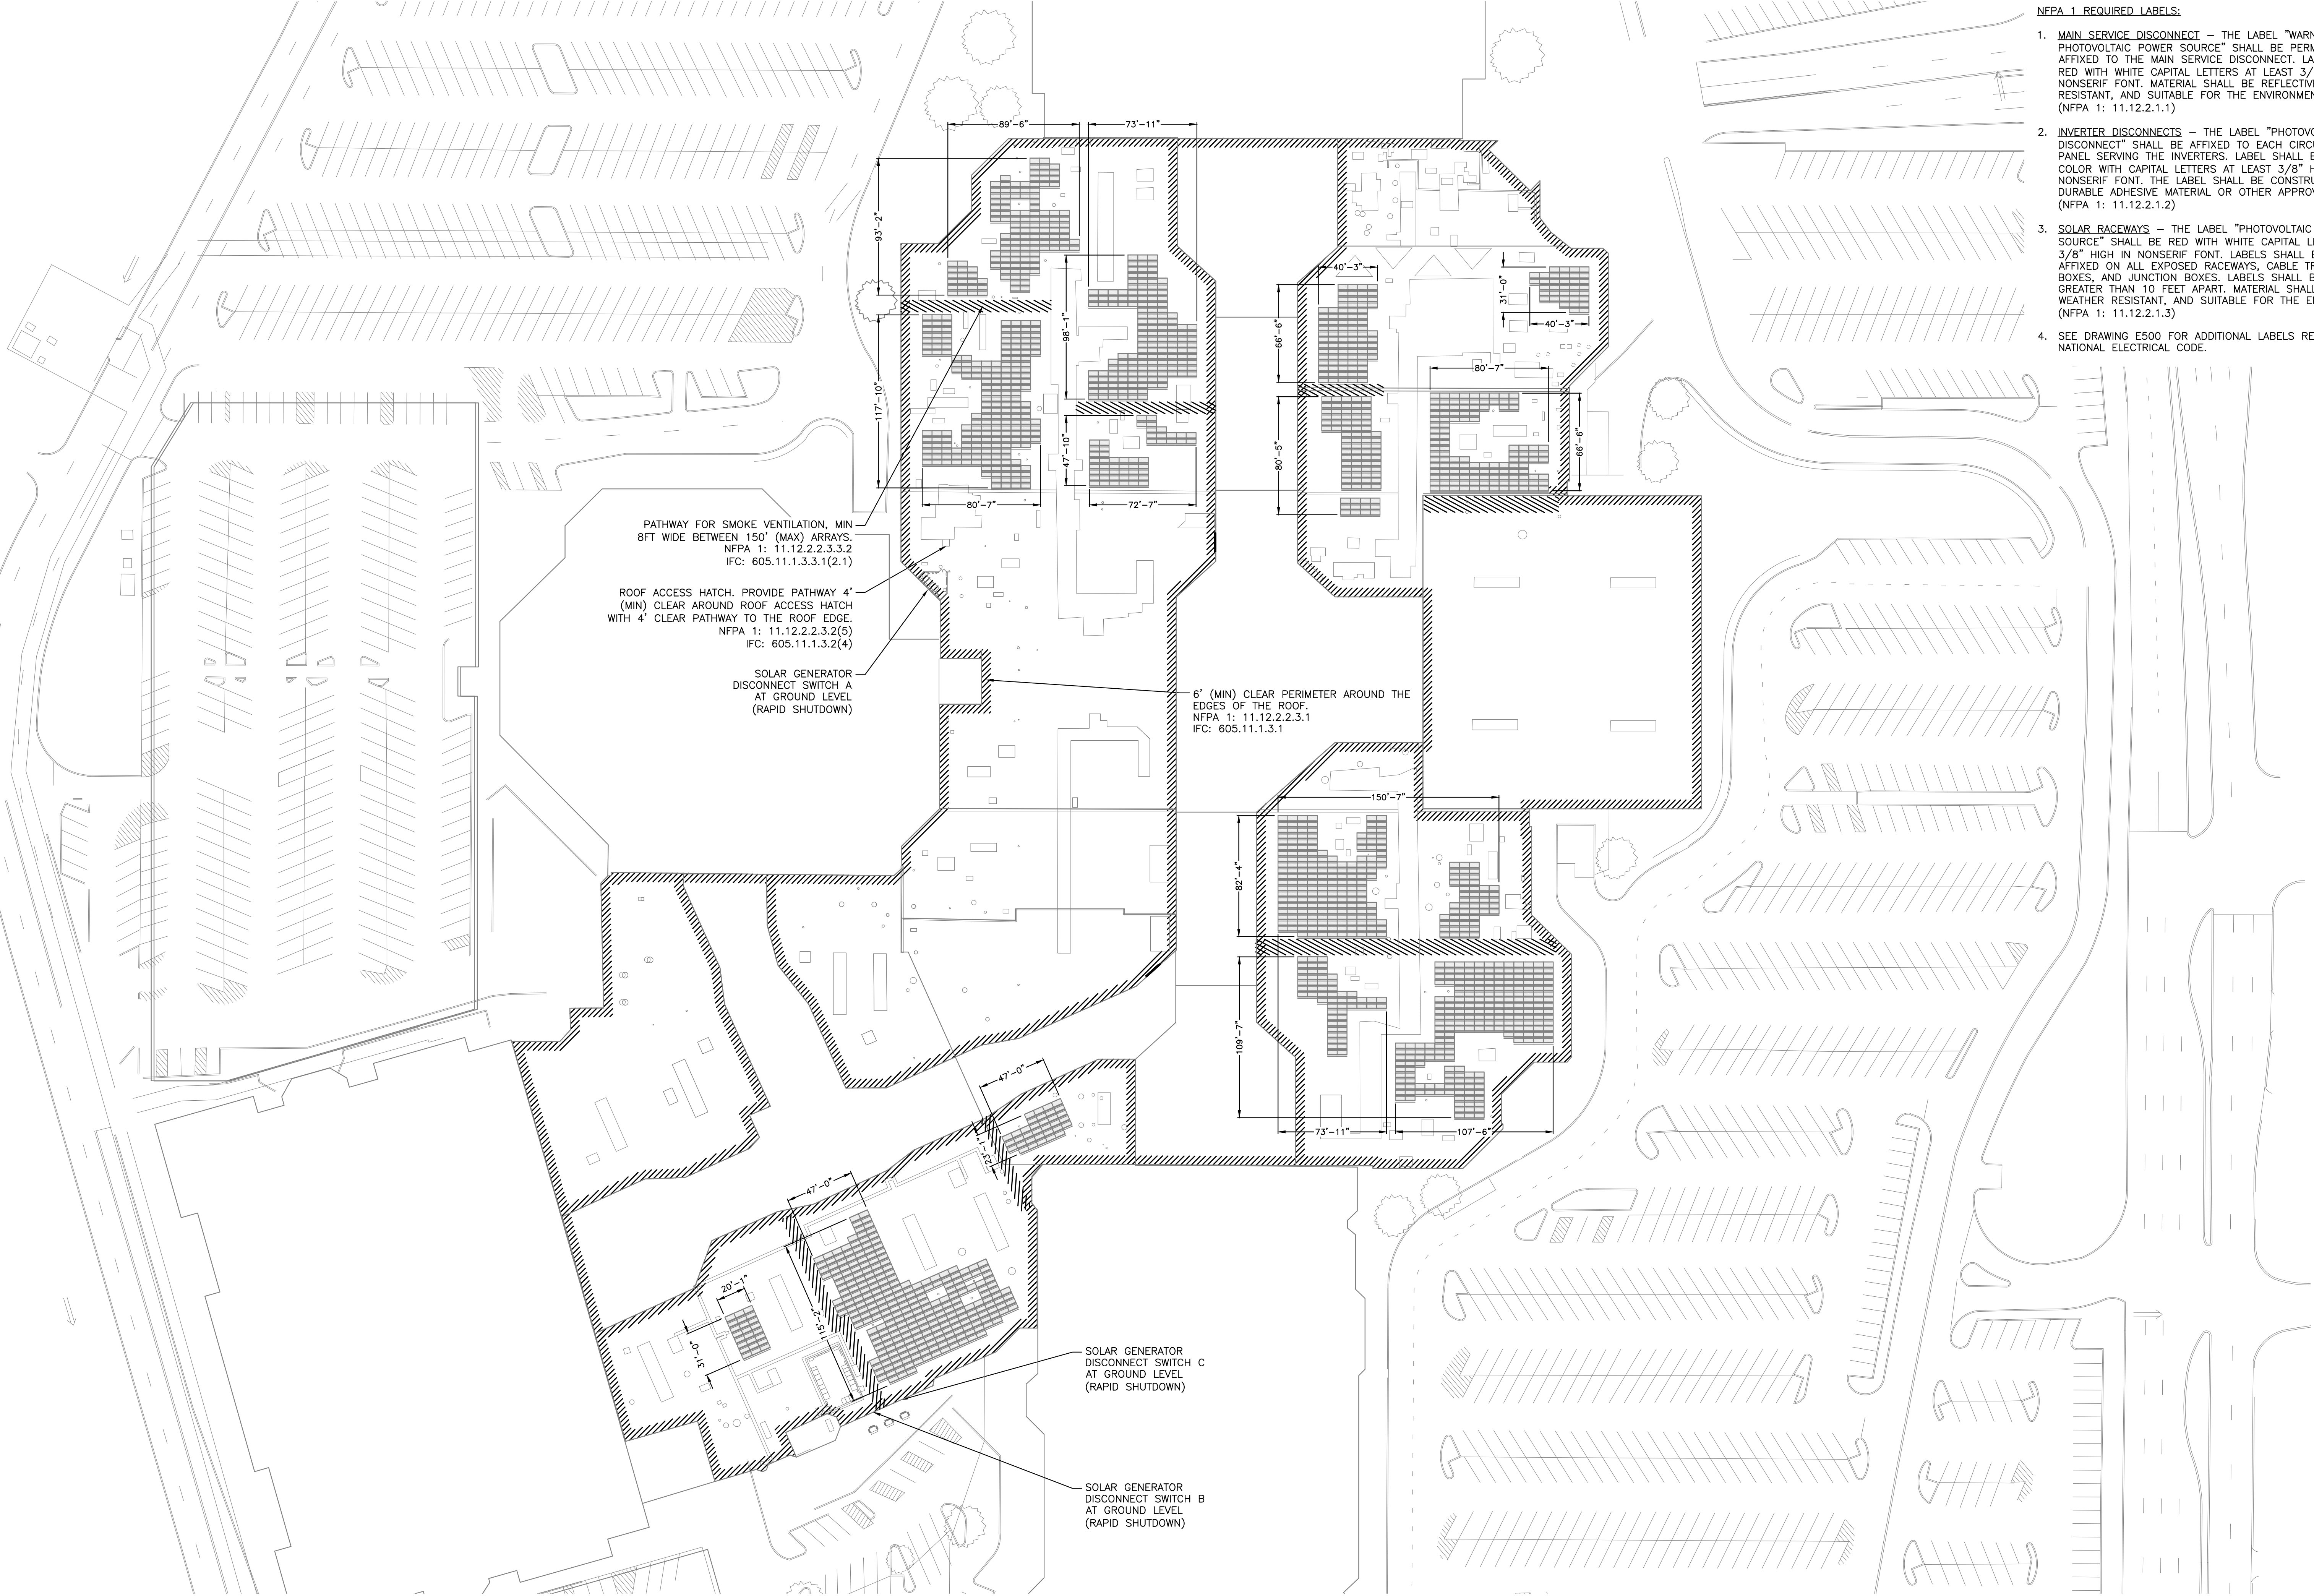 NFPA 1 REQUIRED LABELS:
1. MAIN SERVICE DISCONNECT – THE LABEL "WARN
PHOTOVOLTAIC POWER SOURCE" SHALL BE PERM
AFFIXED TO THE MAIN SERVICE DISCONNECT. LA
RED WITH WHITE CAPITAL LETTERS AT LEAST 3/
NONSERIF FONT. MATERIAL SHALL BE REFLECTIV
RESISTANT, AND SUITABLE FOR THE ENVIRONMEN
(NFPA 1: 11.12.2.1.1)
2. INVERTER DISCONNECTS – THE LABEL "PHOTOVO
DISCONNECT" SHALL BE AFFIXED TO EACH CIRCU
PANEL SERVING THE INVERTERS. LABEL SHALL B
COLOR WITH CAPITAL LETTERS AT LEAST 3/8" H
NONSERIF FONT. THE LABEL SHALL BE CONSTRU
DURABLE ADHESIVE MATERIAL OR OTHER APPROV
(NFPA 1: 11.12.2.1.2)
3. SOLAR RACEWAYS – THE LABEL "PHOTOVOLTAIC
SOURCE" SHALL BE RED WITH WHITE CAPITAL L
3/8" HIGH IN NONSERIF FONT. LABELS SHALL B
AFFIXED ON ALL EXPOSED RACEWAYS, CABLE TR
BOXES, AND JUNCTION BOXES. LABELS SHALL B
GREATER THAN 10 FEET APART. MATERIAL SHALL
WEATHER RESISTANT, AND SUITABLE FOR THE E
(NFPA 1: 11.12.2.1.3)
4. SEE DRAWING E500 FOR ADDITIONAL LABELS RE
NATIONAL ELECTRICAL CODE.
89'-6"
73'-11"
93'-2"
98'-1"
117'-10"
47'-10"
80'-7"
72'-7"
40'-3"
66'-6"
80'-5"
31'-0"
40'-3"
80'-7"
66'-6"
PATHWAY FOR SMOKE VENTILATION, MIN
8FT WIDE BETWEEN 150' (MAX) ARRAYS.
NFPA 1: 11.12.2.2.3.3.2
IFC: 605.11.1.3.3.1(2.1)
ROOF ACCESS HATCH. PROVIDE PATHWAY 4'
(MIN) CLEAR AROUND ROOF ACCESS HATCH
WITH 4' CLEAR PATHWAY TO THE ROOF EDGE.
NFPA 1: 11.12.2.2.3.2(5)
IFC: 605.11.1.3.2(4)
SOLAR GENERATOR
DISCONNECT SWITCH A
AT GROUND LEVEL
(RAPID SHUTDOWN)
6' (MIN) CLEAR PERIMETER AROUND THE
EDGES OF THE ROOF.
NFPA 1: 11.12.2.2.3.1
IFC: 605.11.1.3.1
150'-7"
82'-4"
109'-7"
73'-11"
107'-6"
47'-0"
23'-1"
47'-0"
115'-2"
20'-1"
31'-0"
SOLAR GENERATOR
DISCONNECT SWITCH C
AT GROUND LEVEL
(RAPID SHUTDOWN)
SOLAR GENERATOR
DISCONNECT SWITCH B
AT GROUND LEVEL
(RAPID SHUTDOWN)